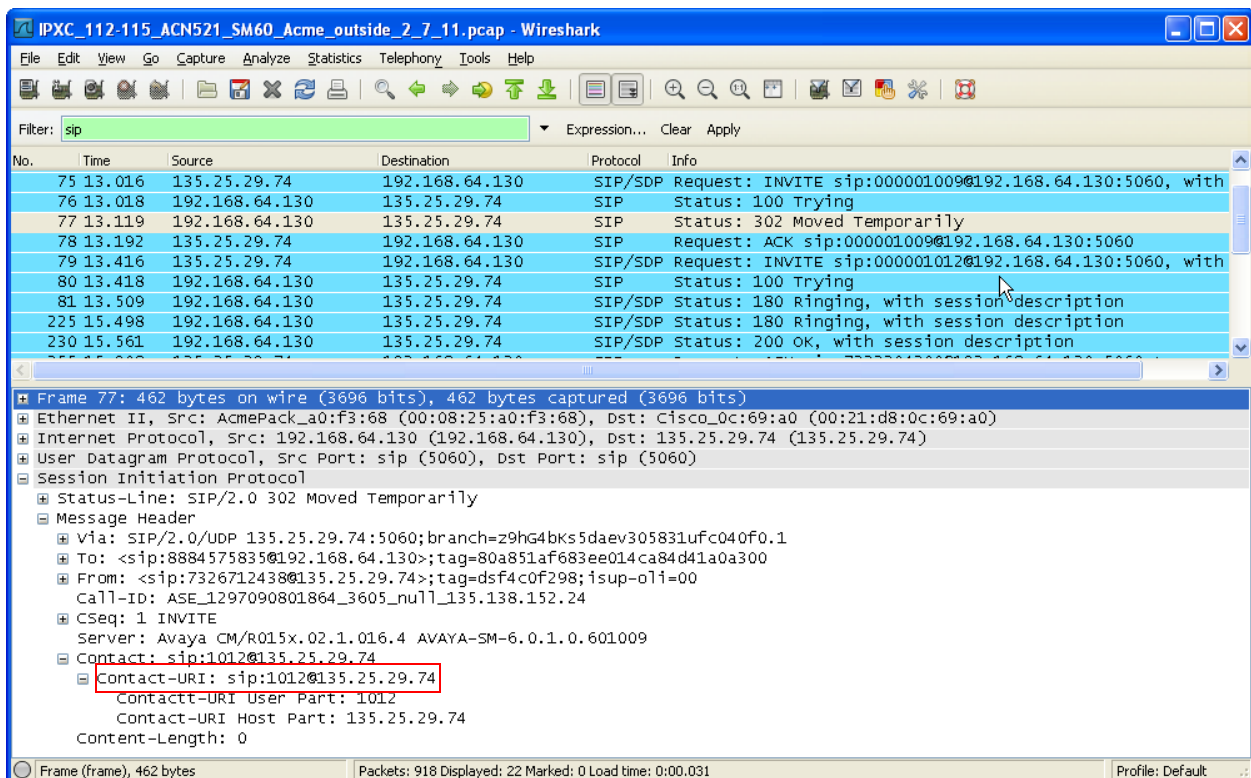 IPXC_112-115_ACN521_SM60_Acme_outside_2_7_11.pcap - Wireshark
File Edit View Go Capture Analyze Statistics Telephony Tools Help
Filter: sip Expression... Clear Apply
No. Time Source Destination Protocol Info
75 13.016 135.25.29.74 192.168.64.130 SIP/SDP Request: INVITE sip:000001009@192.168.64.130:5060, with
76 13.018 192.168.64.130 135.25.29.74 SIP Status: 100 Trying
77 13.119 192.168.64.130 135.25.29.74 SIP Status: 302 Moved Temporarily
78 13.192 135.25.29.74 192.168.64.130 SIP Request: ACK sip:000001009@192.168.64.130:5060
79 13.416 135.25.29.74 192.168.64.130 SIP/SDP Request: INVITE sip:000001012@192.168.64.130:5060, with
80 13.418 192.168.64.130 135.25.29.74 SIP Status: 100 Trying
81 13.509 192.168.64.130 135.25.29.74 SIP/SDP Status: 180 Ringing, with session description
225 15.498 192.168.64.130 135.25.29.74 SIP/SDP Status: 180 Ringing, with session description
230 15.561 192.168.64.130 135.25.29.74 SIP/SDP Status: 200 OK, with session description
Frame 77: 462 bytes on wire (3696 bits), 462 bytes captured (3696 bits)
Ethernet II, Src: AcmePack_a0:f3:68 (00:08:25:a0:f3:68), Dst: Cisco_0c:69:a0 (00:21:d8:0c:69:a0)
Internet Protocol, Src: 192.168.64.130 (192.168.64.130), Dst: 135.25.29.74 (135.25.29.74)
User Datagram Protocol, Src Port: sip (5060), Dst Port: sip (5060)
Session Initiation Protocol
Status-Line: SIP/2.0 302 Moved Temporarily
Message Header
Via: SIP/2.0/UDP 135.25.29.74:5060;branch=z9hG4bKs5daev305831ufc040f0.1
To: <sip:8884575835@192.168.64.130>;tag=80a851af683ee014ca84d41a0a300
From: <sip:7326712438@135.25.29.74>;tag=dsf4c0f298;isup-oli=00
Call-ID: ASE_1297090801864_3605_null_135.138.152.24
CSeq: 1 INVITE
Server: Avaya CM/R015x.02.1.016.4 AVAYA-SM-6.0.1.0.601009
Contact: sip:1012@135.25.29.74
Contact-URI: sip:1012@135.25.29.74
Contactt-URI User Part: 1012
Contact-URI Host Part: 135.25.29.74
Content-Length: 0
Frame (frame), 462 bytes Packets: 918 Displayed: 22 Marked: 0 Load time: 0:00.031 Profile: Default